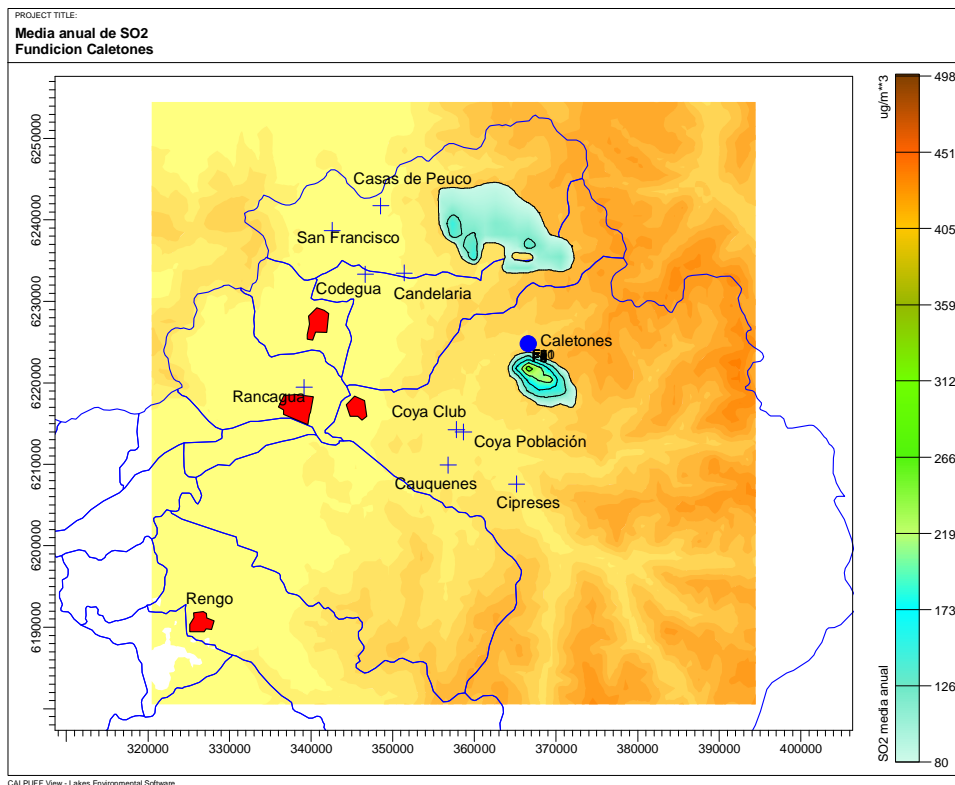 PROJECT TITLE:
Media anual de SO2
Fundicion Caletones
ug/m**3
498
451
405
359
312
266
219
173
126
80
SO2 media anual
6250000
6240000
6230000
6220000
6210000
6200000
6190000
Casas de Peuco
San Francisco
Codegua
Candelaria
Caletones
Rancagua
Coya Club
Coya Población
Cauquenes
Cipreses
Rengo
320000
330000
340000
350000
360000
370000
380000
390000
400000
CALPUFF View - Lakes Environmental Software